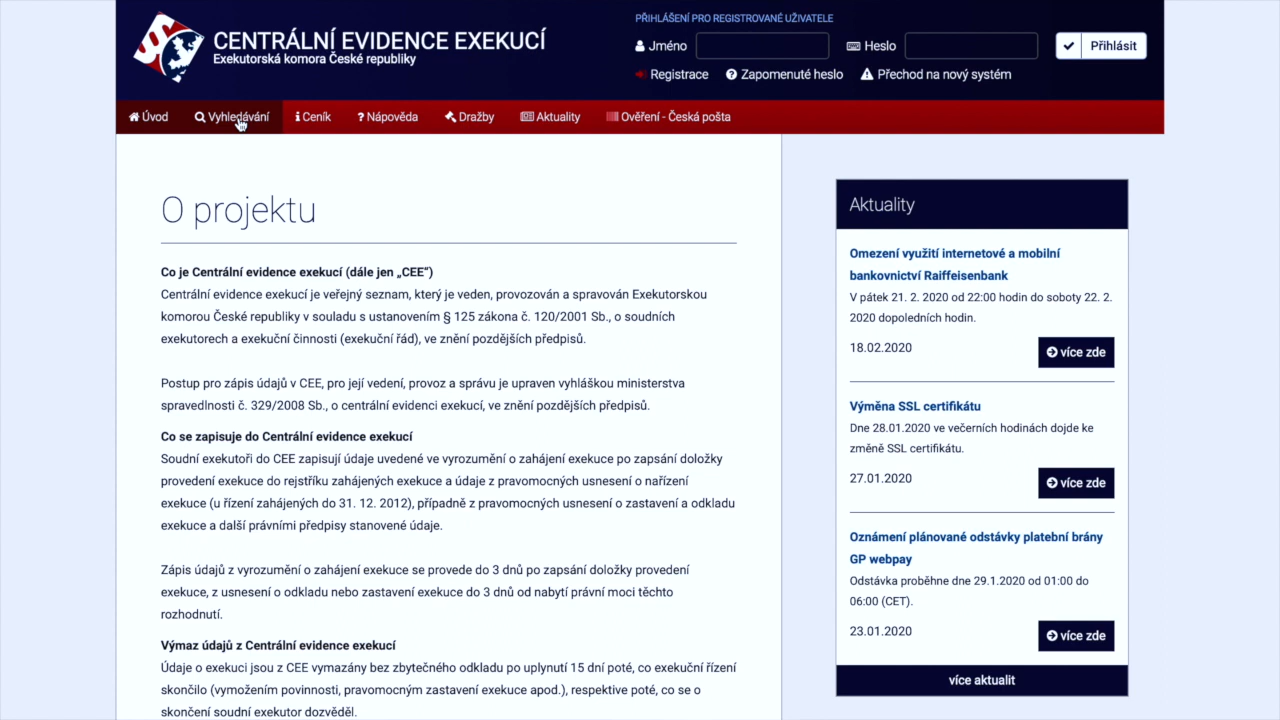 CENTRÁLNÍ EVIDENCE EXEKUCÍ
Exekutorská komora České republiky
PŘIHLÁŠENÍ PRO REGISTROVANÉ UŽIVATELE
Jméno
Heslo
Přihlásit
Registrace
Zapomenuté heslo
Přechod na nový systém
Úvod
Vyhledávání
Ceník
Nápověda
Dražby
Aktuality
Ověření - Česká pošta
O projektu
Co je Centrální evidence exekucí (dále jen „CEE“)
Centrální evidence exekucí je veřejný seznam, který je veden, provozován a spravován Exekutorskou
komorou České republiky v souladu s ustanovením § 125 zákona č. 120/2001 Sb., o soudních
exekutorech a exekuční činnosti (exekuční řád), ve znění pozdějších předpisů.
Postup pro zápis údajů v CEE, pro její vedení, provoz a správu je upraven vyhláškou ministerstva
spravedlnosti č. 329/2008 Sb., o centrální evidenci exekucí, ve znění pozdějších předpisů.
Co se zapisuje do Centrální evidence exekucí
Soudní exekutoři do CEE zapisují údaje uvedené ve vyrozumění o zahájení exekuce po zapsání doložky
provedení exekuce do rejstříku zahájených exekuce a údaje z pravomocných usnesení o nařízení
exekuce (u řízení zahájených do 31. 12. 2012), případně z pravomocných usnesení o zastavení a odkladu
exekuce a další právními předpisy stanovené údaje.
Zápis údajů z vyrozumění o zahájení exekuce se provede do 3 dnů po zapsání doložky provedení
exekuce, z usnesení o odkladu nebo zastavení exekuce do 3 dnů od nabytí právní moci těchto
rozhodnutí.
Výmaz údajů z Centrální evidence exekucí
Údaje o exekuci jsou z CEE vymazány bez zbytečného odkladu po uplynutí 15 dní poté, co exekuční řízení
skončilo (vymožením povinnosti, pravomocným zastavení exekuce apod.), respektive poté, co se o
skončení soudní exekutor dozvěděl.
Aktuality
Omezení využití internetové a mobilní
bankovnictví Raiffeisenbank
V pátek 21. 2. 2020 od 22:00 hodin do soboty 22. 2.
2020 dopoledních hodin.
18.02.2020
více zde
Výměna SSL certifikátu
Dne 28.01.2020 ve večerních hodinách dojde ke
změně SSL certifikátu.
27.01.2020
více zde
Oznámení plánované odstávky platební brány
GP webpay
Odstávka proběhne dne 29.1.2020 od 01:00 do
06:00 (CET).
23.01.2020
více zde
více aktualit